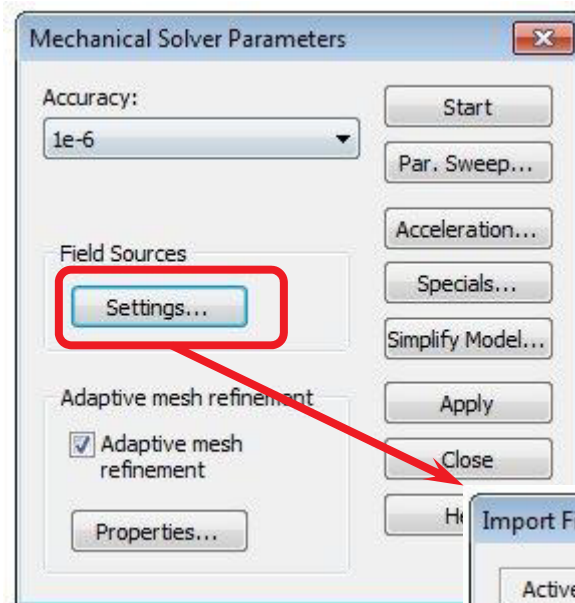 Mechanical Solver Parameters
Accuracy:
1e-6
Start
Par. Sweep...
Acceleration...
Specials...
Simplify Model...
Field Sources
Settings...
Adaptive mesh refinement
Adaptive mesh
refinement
Properties...
Apply
Close
Import
Active